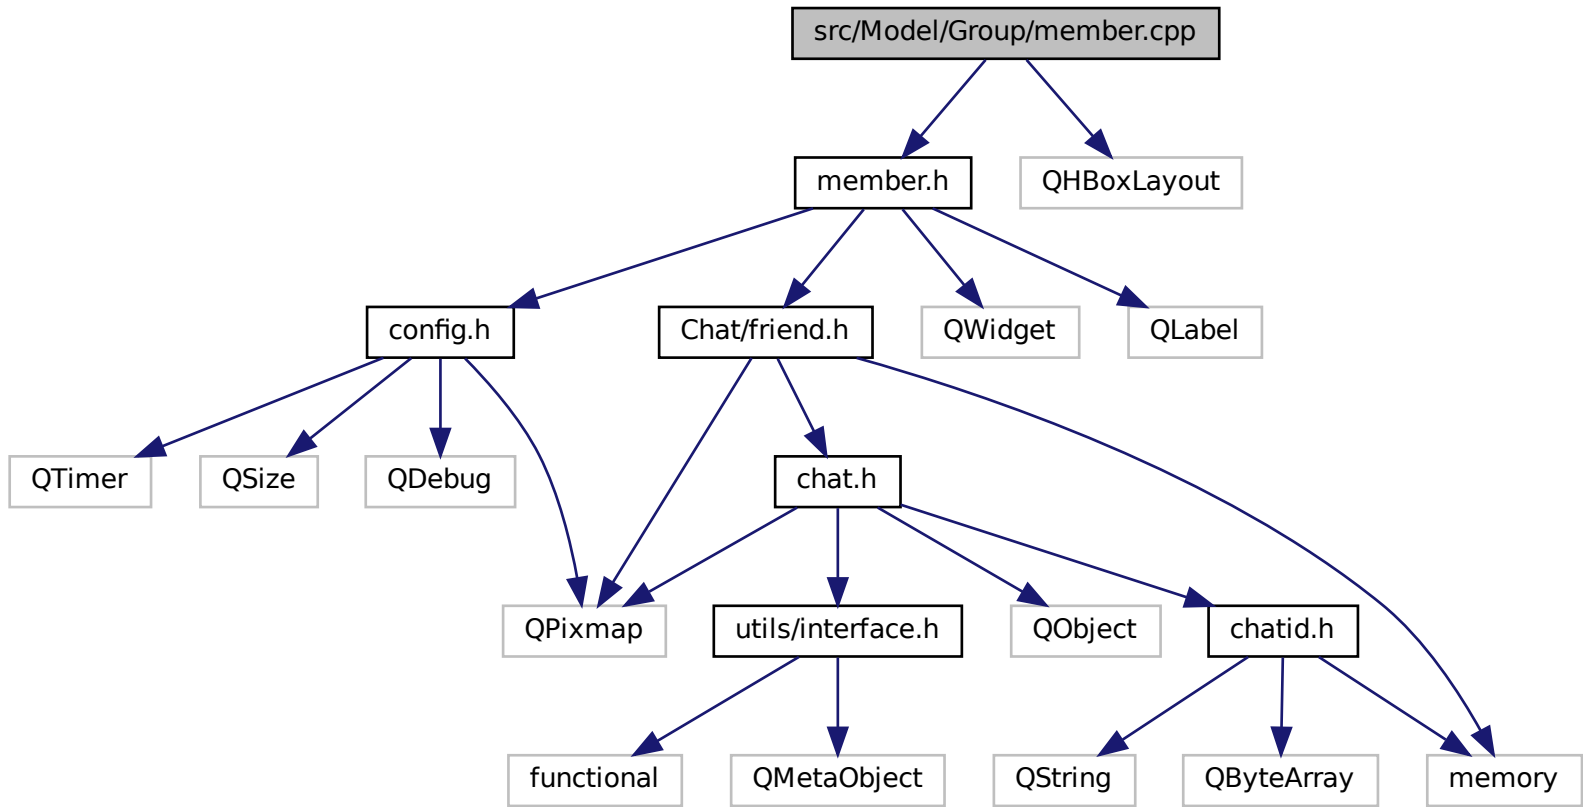 src/Model/Group/member.cpp
member.h
QHBoxLayout
config.h
Chat/friend.h
QWidget
QLabel
QTimer
QSize
QDebug
chat.h
QPixmap
utils/interface.h
QObject
chatid.h
functional
QMetaObject
QString
QByteArray
memory